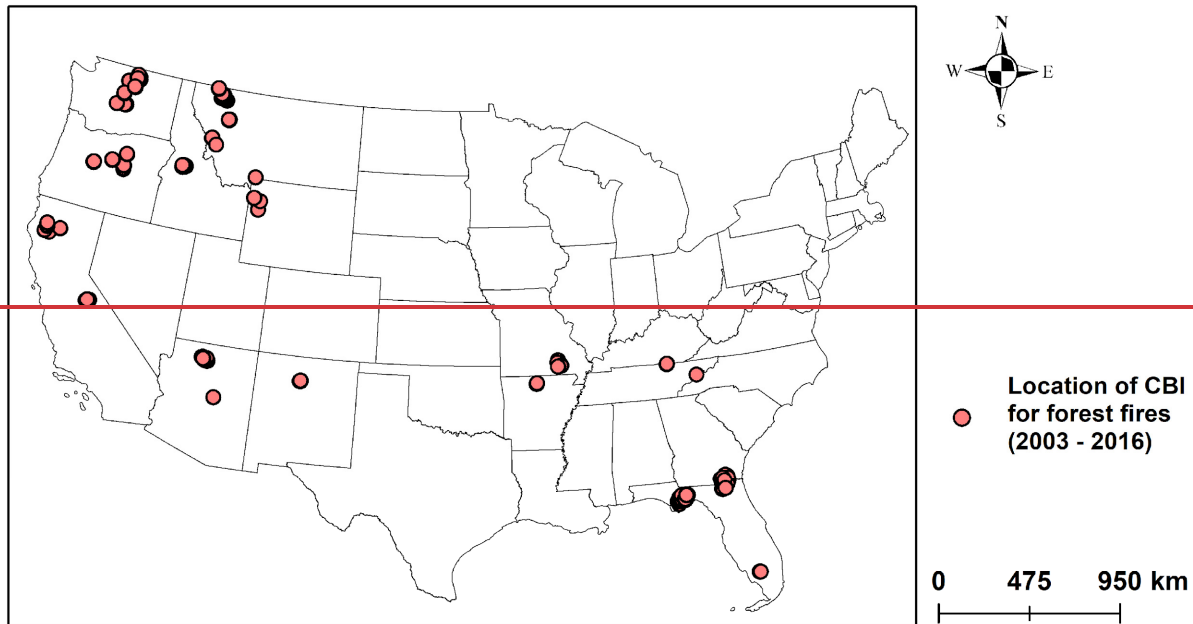 N
W E
S
Location of CBI
for forest fires
(2003 - 2016)
0 475 950 km